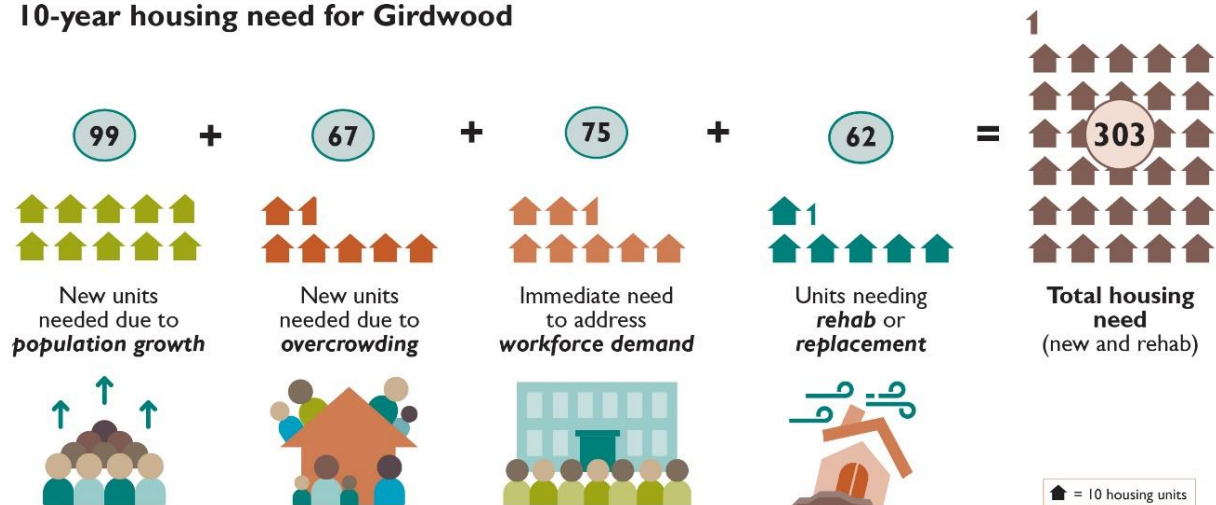 10-year housing need for Girdwood
99 + 67 + 75 + 62 = 303
New units
needed due to
population growth
New units
needed due to
overcrowding
Immediate need
to address
workforce demand
Units needing
rehab or
replacement
Total housing
need
(new and rehab)
= 10 housing units